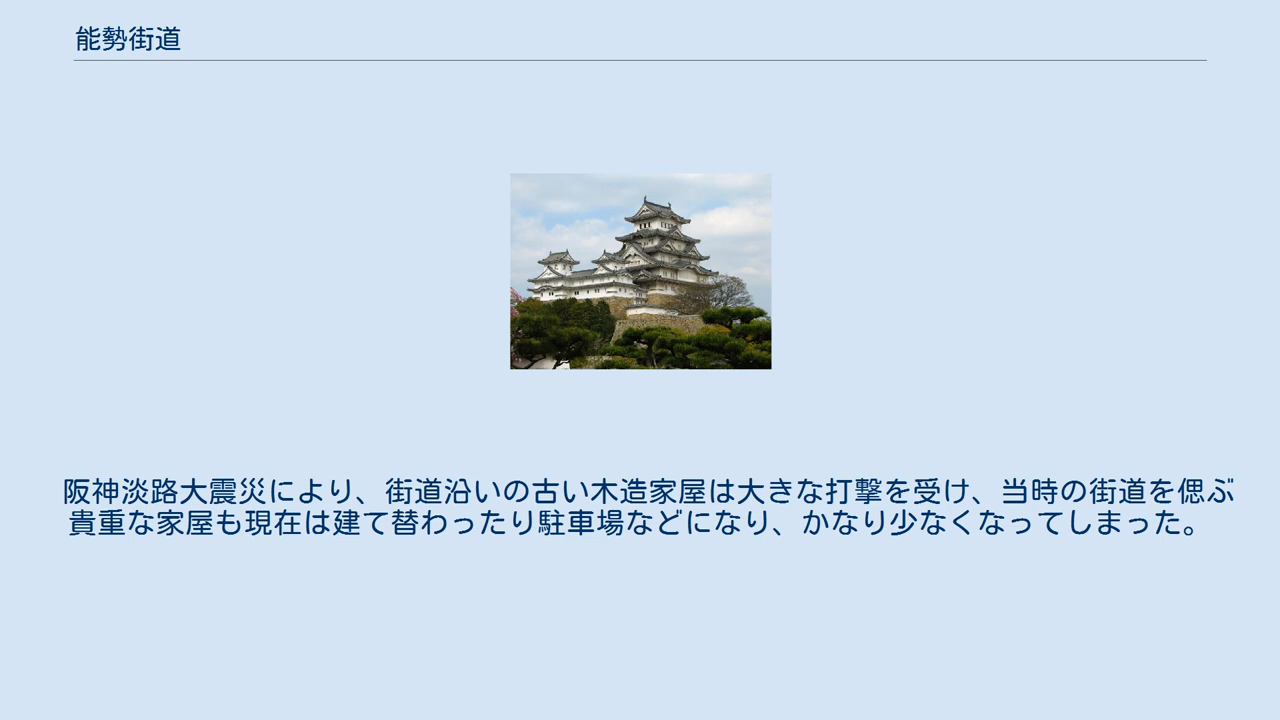 能勢街道
阪神淡路大震災により、街道沿いの古い木造家屋は大きな打撃を受け、当時の街道を偲ぶ
貴重な家屋も現在は建て替わったり駐車場などになり、かなり少なくなってしまった。